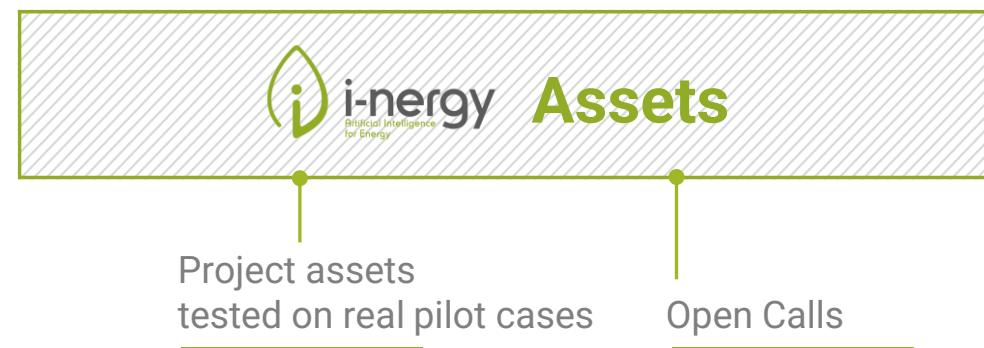 i-nergy Assets
Artificial Intelligence
for Energy
Project assets
tested on real pilot cases
Open Calls